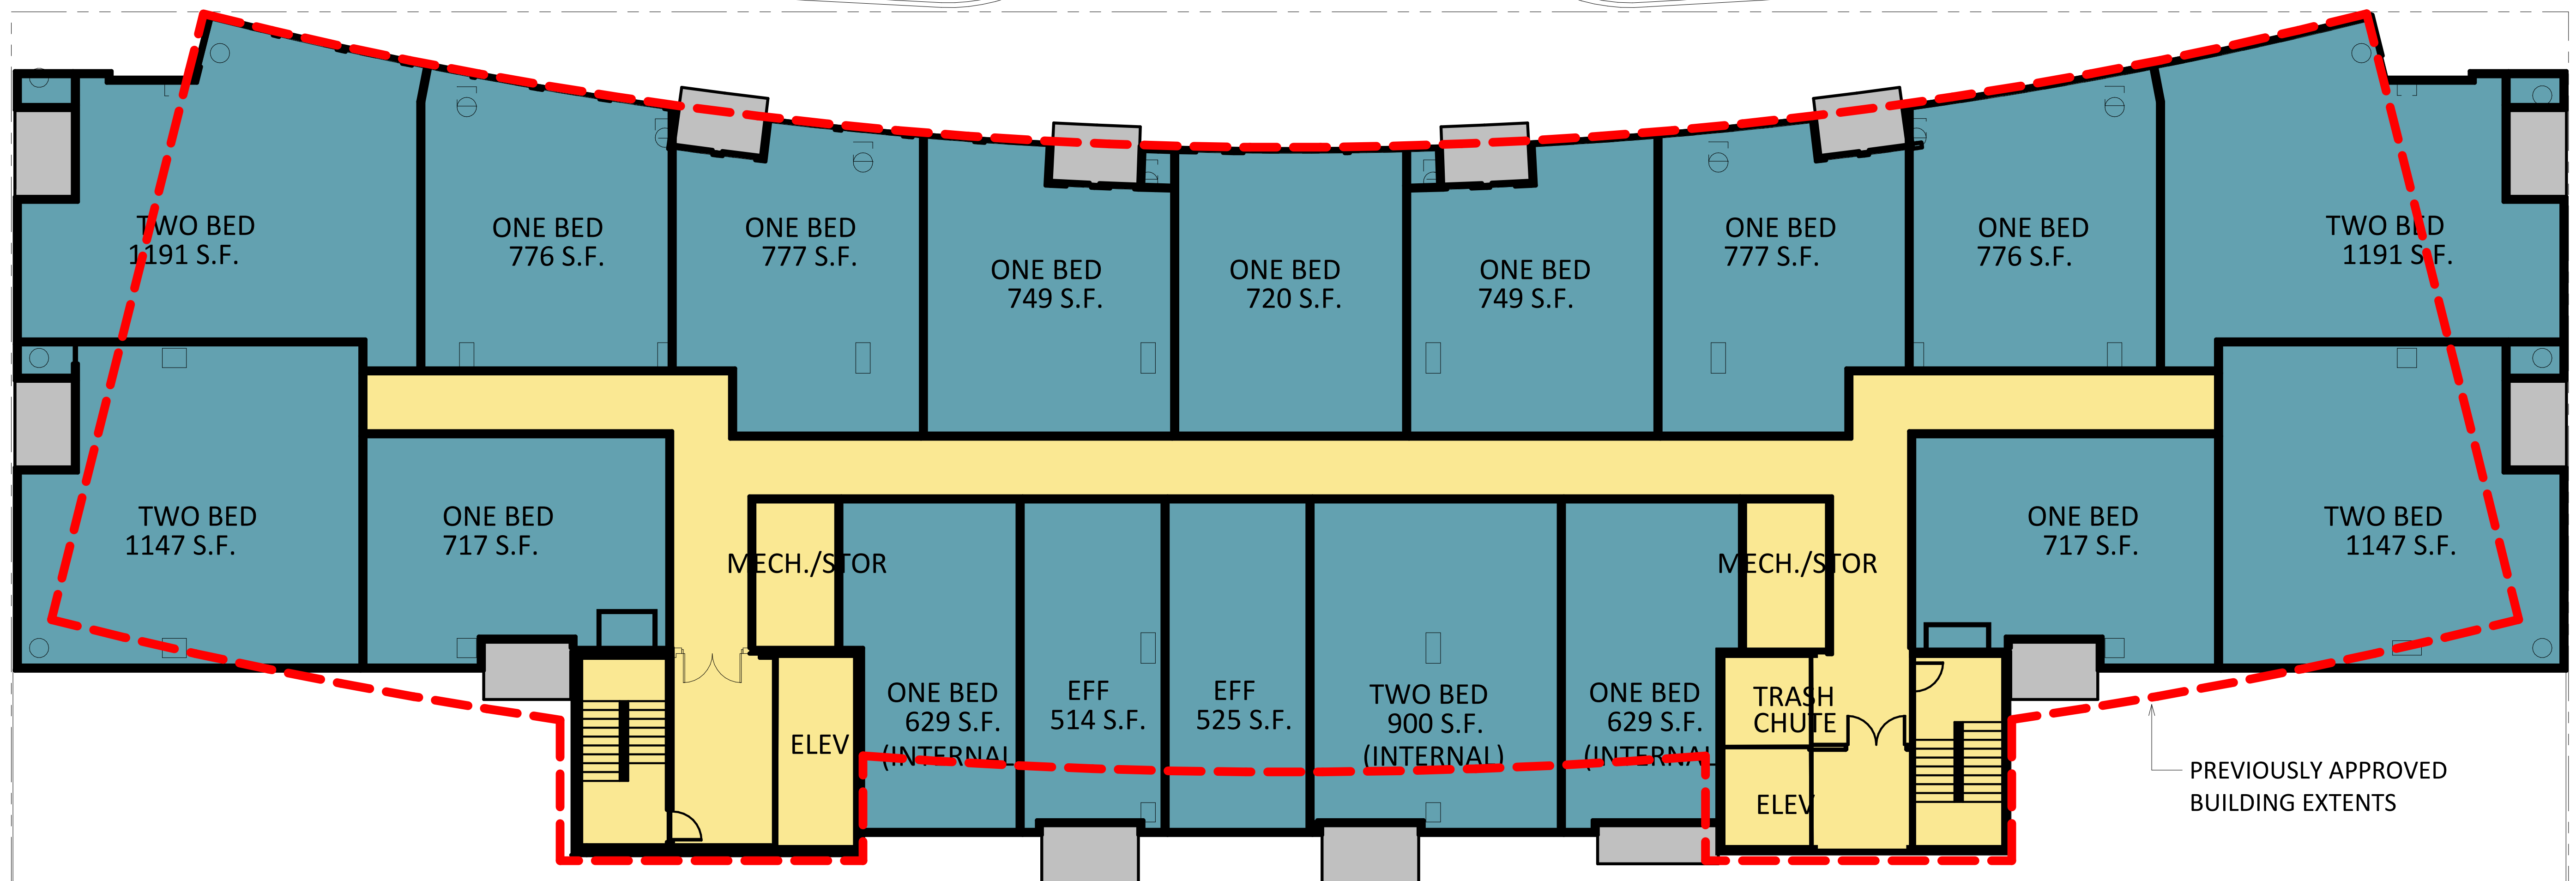 TWO BED
1191 S.F.
ONE BED
776 S.F.
ONE BED
777 S.F.
ONE BED
749 S.F.
ONE BED
720 S.F.
ONE BED
749 S.F.
ONE BED
777 S.F.
ONE BED
776 S.F.
TWO BED
1191 S.F.
TWO BED
1147 S.F.
ONE BED
717 S.F.
MECH./STOR
MECH./STOR
ONE BED
717 S.F.
TWO BED
1147 S.F.
ELEV
ONE BED
629 S.F.
(INTERNAL
EFF
514 S.F.
EFF
525 S.F.
TWO BED
900 S.F.
(INTERNAL)
ONE BED
629 S.F.
(INTERNAL
TRASH
CHUTE
ELEV
PREVIOUSLY APPROVED
BUILDING EXTENTS